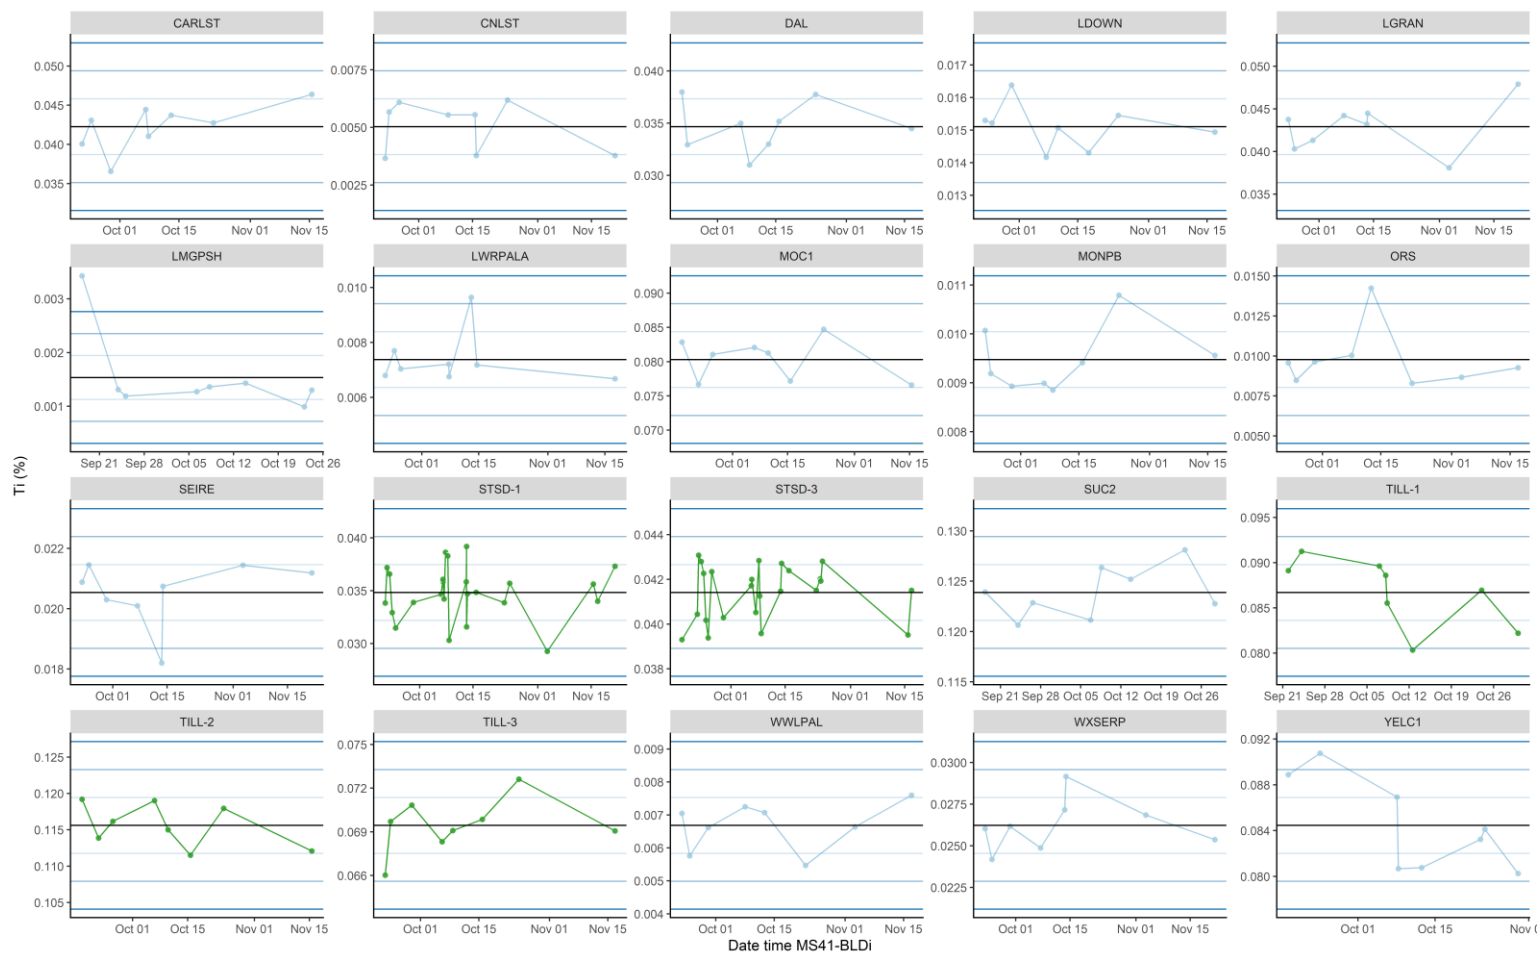 CARLST CNLST DAL LDOWN LGRAN
0.050 0.045 0.040 0.035
0.0075 0.0050 0.0025
0.040 0.035 0.030
0.017 0.016 0.015 0.014 0.013
0.050 0.045 0.040 0.035
Oct 01 Oct 15 Nov 01 Nov 15 Oct 01 Oct 15 Nov 01 Nov 15 Oct 01 Oct 15 Nov 01 Nov 15 Oct 01 Oct 15 Nov 01 Nov 15 Oct 01 Oct 15 Nov 01 Nov 15
LMGPSH LWRPALA MOC1 MONPB ORS
0.003 0.002 0.001
0.010 0.008 0.006
0.090 0.085 0.080 0.075 0.070
0.011 0.010 0.009 0.008
0.0150 0.0125 0.0100 0.0075 0.0050
Sep 21 Sep 28 Oct 05 Oct 12 Oct 19 Oct 26 Oct 01 Oct 15 Nov 01 Nov 15 Oct 01 Oct 15 Nov 01 Nov 15 Oct 01 Oct 15 Nov 01 Nov 15 Oct 01 Oct 15 Nov 01 Nov 15
Ti (%)
SEIRE STSD-1 STSD-3 SUC2 TILL-1
0.022 0.020 0.018
0.040 0.035 0.030
0.044 0.042 0.040 0.038
0.130 0.125 0.120 0.115
0.095 0.090 0.085 0.080
Oct 01 Oct 15 Nov 01 Nov 15 Oct 01 Oct 15 Nov 01 Nov 15 Oct 01 Oct 15 Nov 01 Nov 15 Sep 21 Sep 28 Oct 05 Oct 12 Oct 19 Oct 26 Sep 21 Sep 28 Oct 05 Oct 12 Oct 19 Oct 26
TILL-2 TILL-3 WWLPAL WXSERP YELC1
0.125 0.120 0.115 0.110 0.105
0.075 0.072 0.069 0.066
0.009 0.008 0.007 0.006 0.005 0.004
0.0300 0.0275 0.0250 0.0225
0.092 0.088 0.084 0.080
Oct 01 Oct 15 Nov 01 Nov 15 Oct 01 Oct 15 Nov 01 Nov 15 Oct 01 Oct 15 Nov 01 Nov 15 Oct 01 Oct 15 Nov 01 Nov 15 Oct 01 Oct 15 Nov
Date time MS41-BLDi